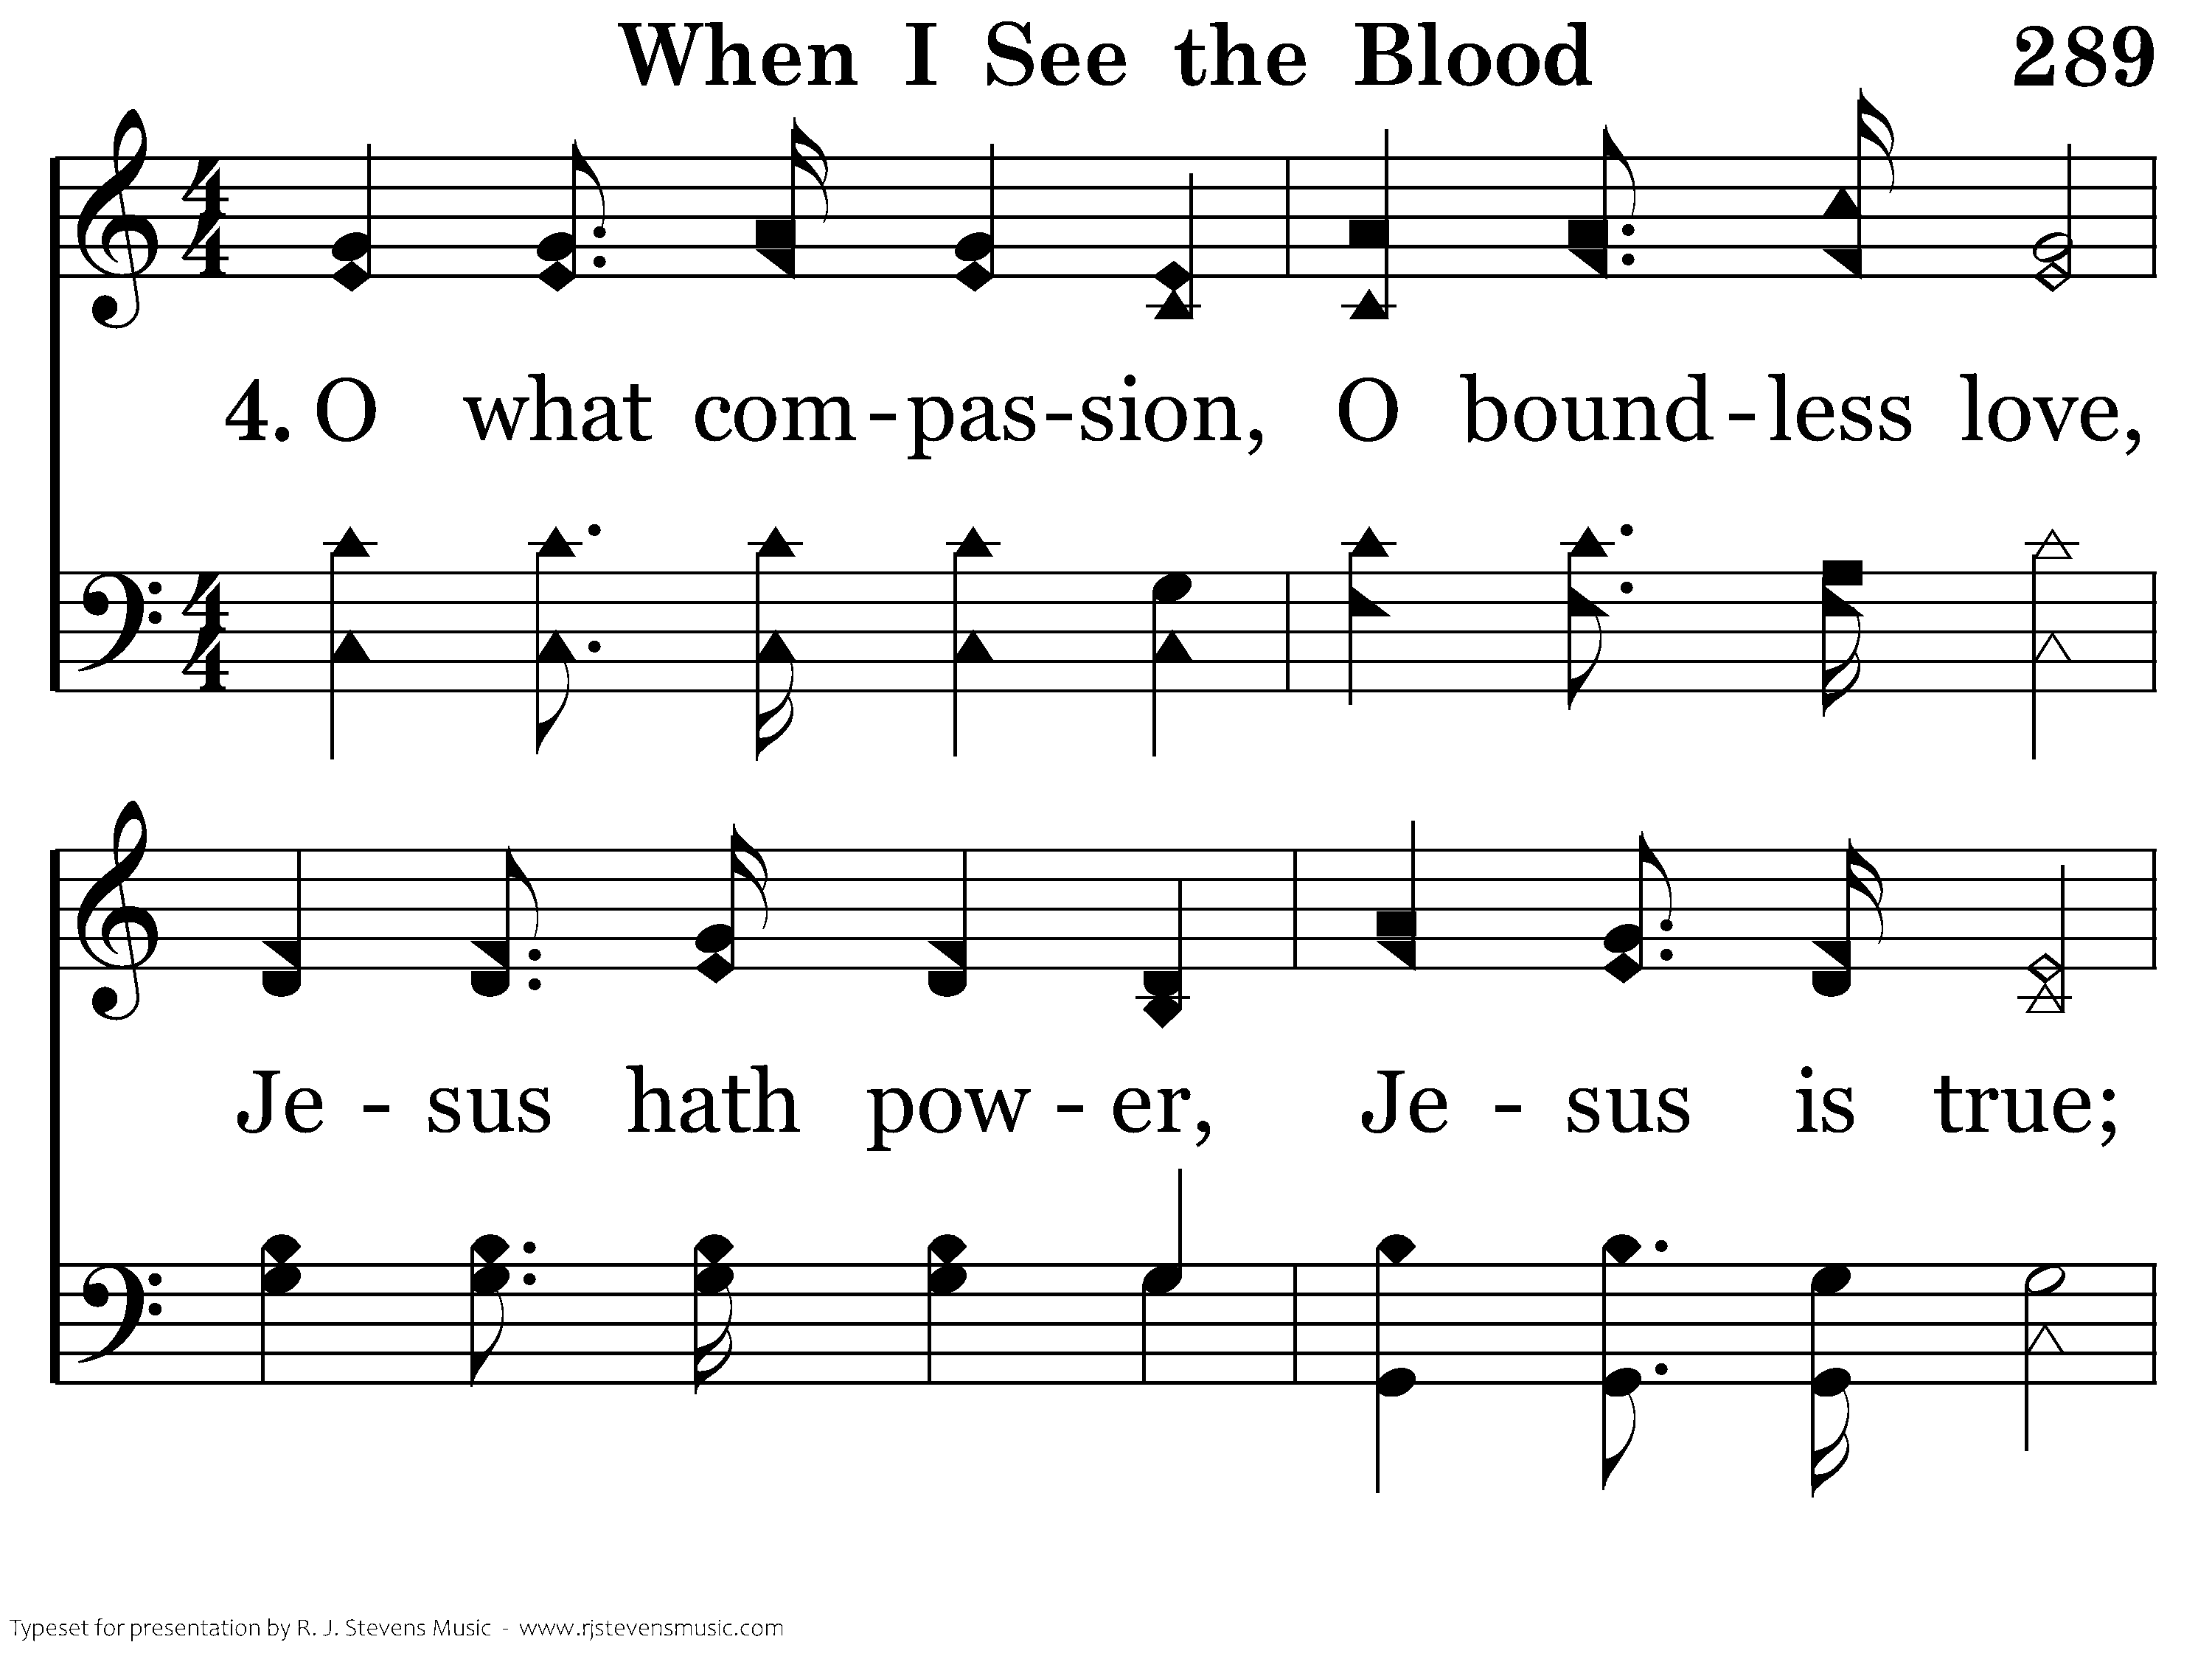 When I See the Blood 289
4. O what com-pas-sion, O bound-less love,
Je - sus hath pow - er, Je - sus is true;
Typeset for presentation by R. J. Stevens Music - www.rjstevensmusic.com